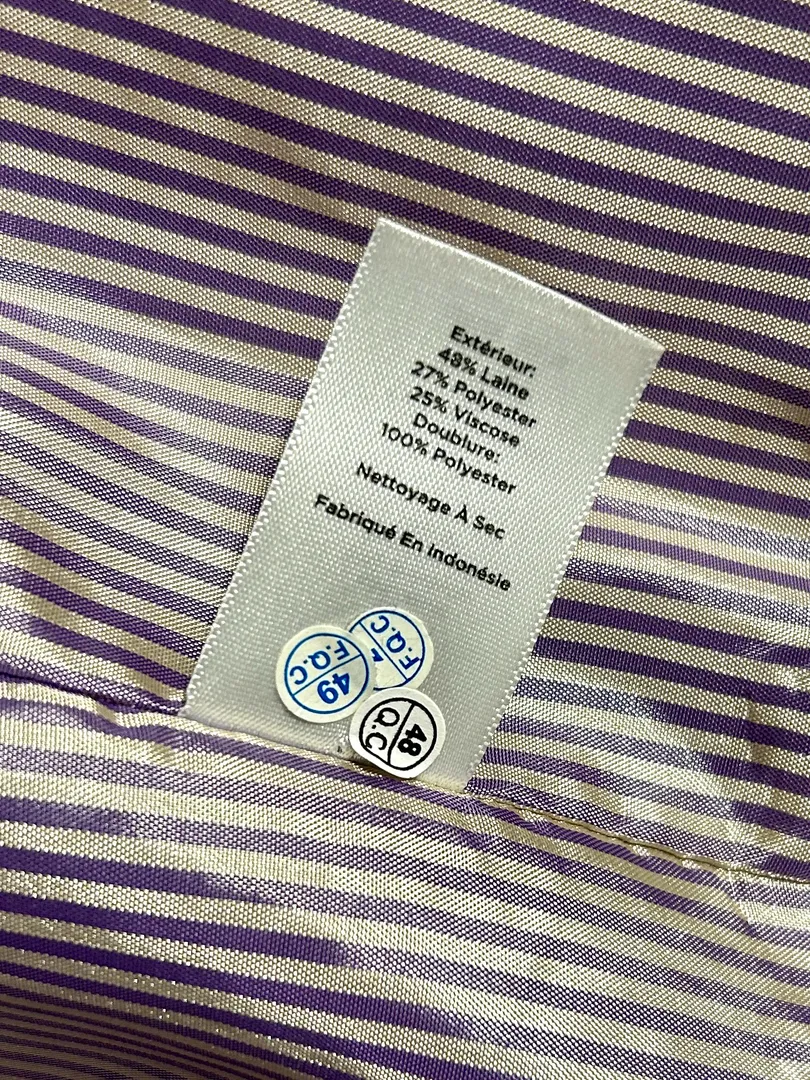 Extérieur:
48% Laine
27% Polyester
25% Viscose
Doublure:
100% Polyester
Nettoyage À Sec
Fabriqué En Indonésie
F.Q.C
F.Q.C
49
48
Q.C